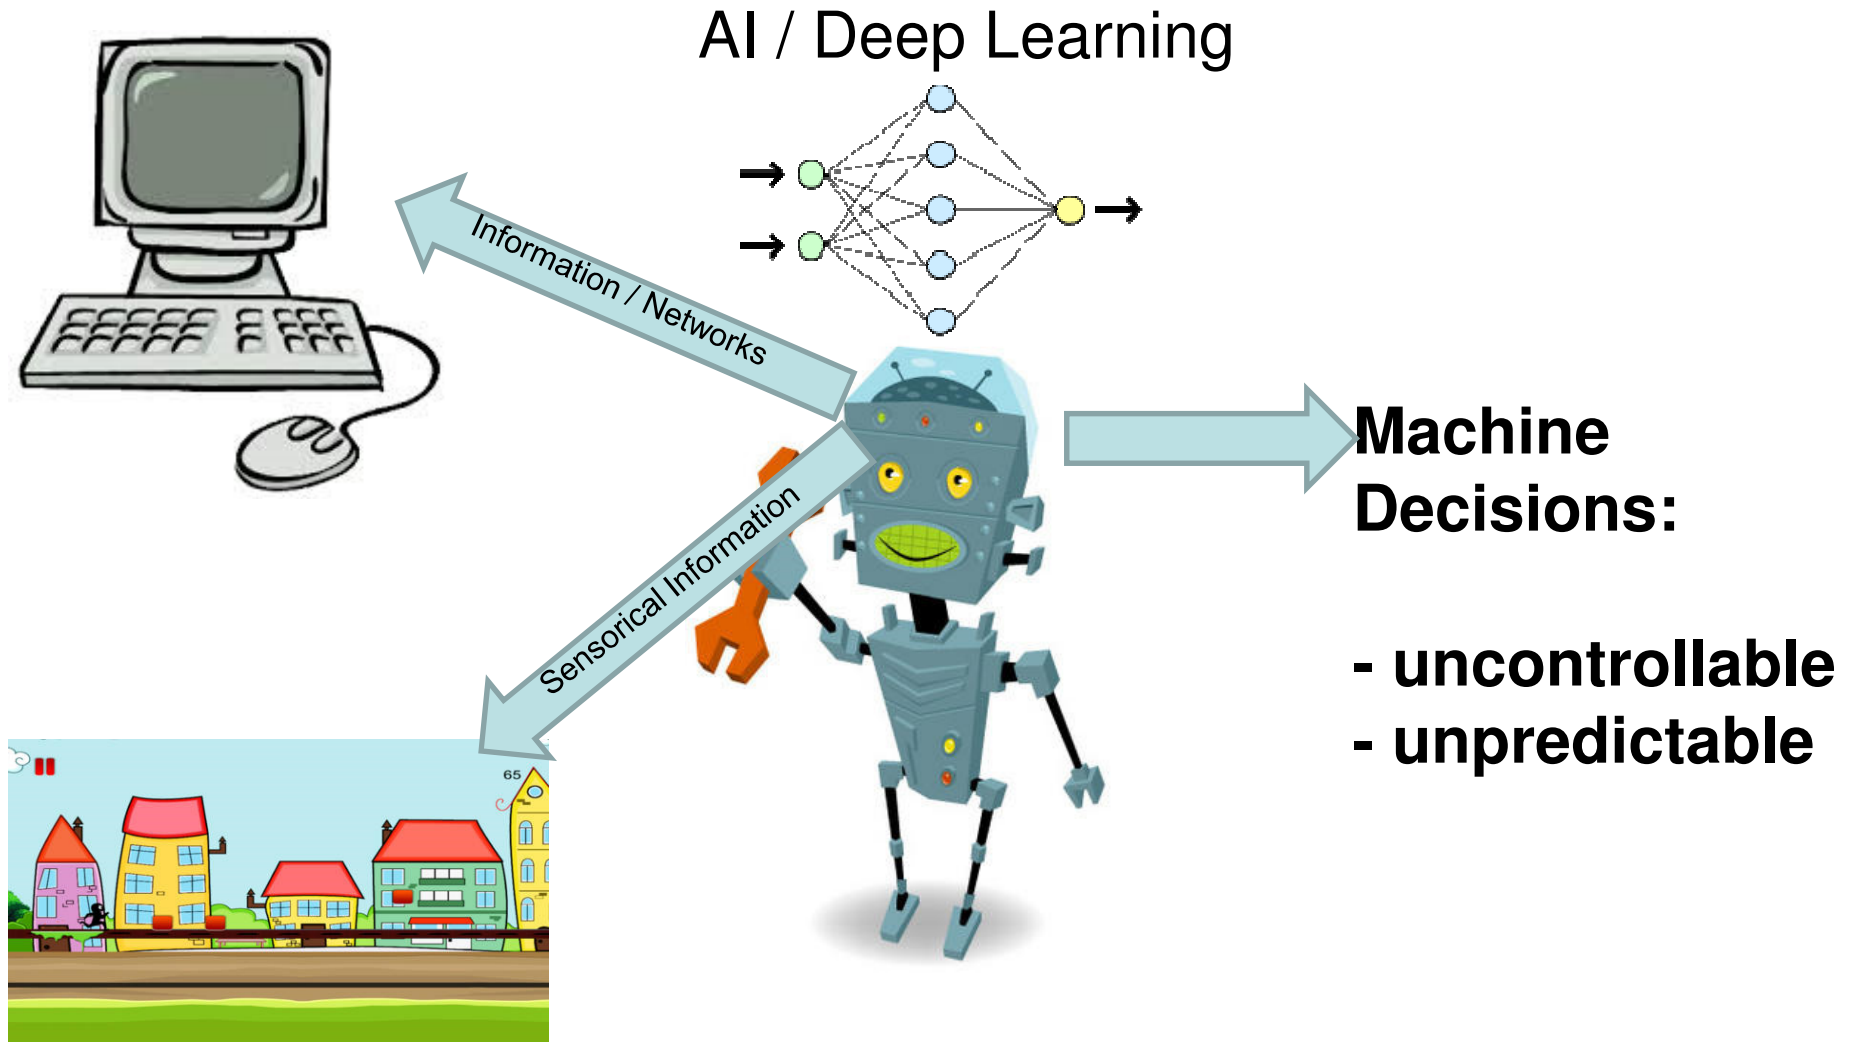 AI / Deep Learning
Information / Networks
Sensorical Information
Machine
Decisions:
- uncontrollable
- unpredictable
65